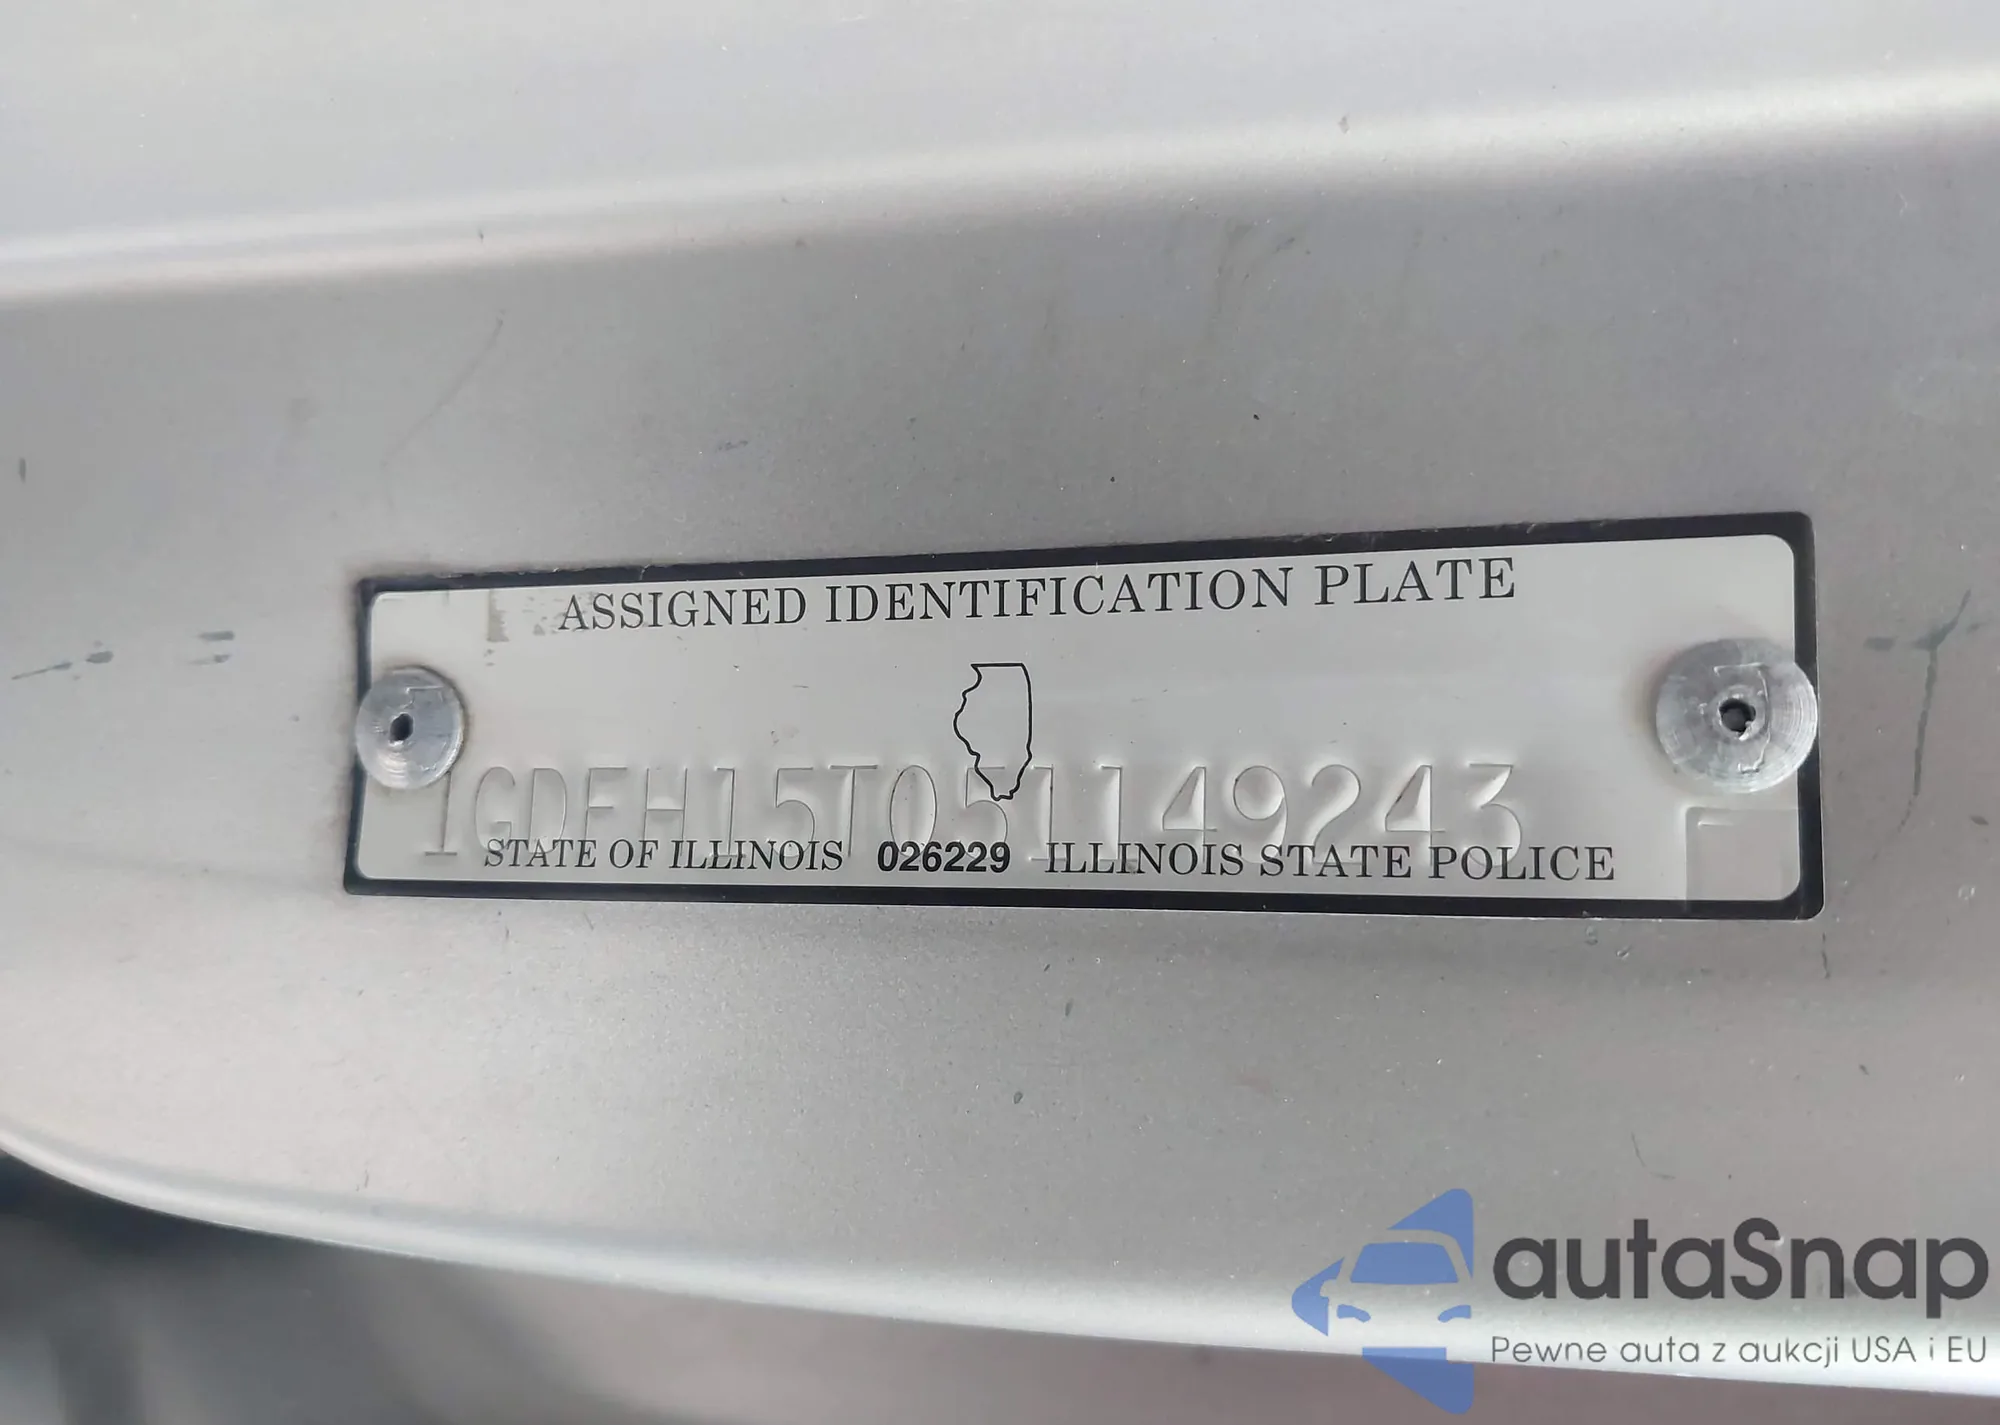 ASSIGNED IDENTIFICATION PLATE
1GDFH15T051149243
STATE OF ILLINOIS 026229 ILLINOIS STATE POLICE
autaSnap
Pewne auta z aukcji USA i EU